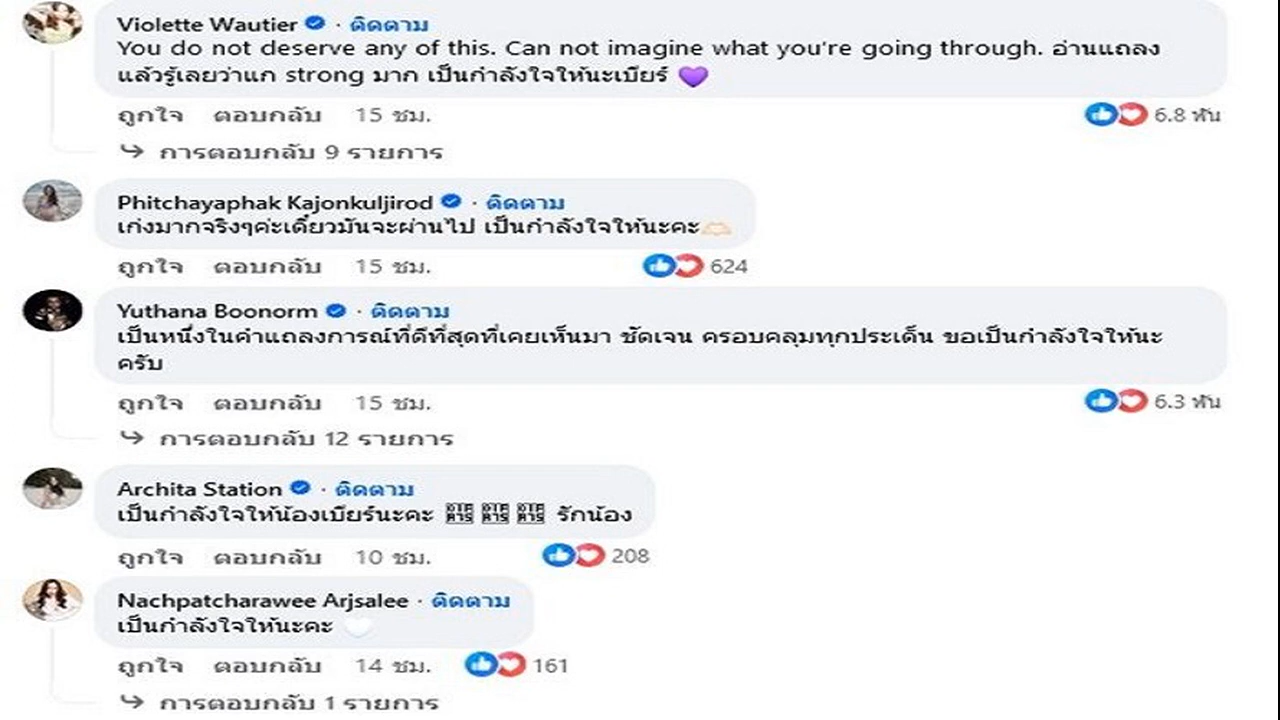 Violette Wautier · ติดตาม
You do not deserve any of this. Can not imagine what you're going through. อ่านแถลง
แล้วรู้เลยว่าแก strong มาก เป็นกำลังใจให้นะเบียร์ 💜
ถูกใจ ตอบกลับ 15 ชม. 6.8 พัน
การตอบกลับ 9 รายการ
Phitchayaphak Kajonkuljirod · ติดตาม
เก่งมากจริงๆค่ะเดี๋ยวมันจะผ่านไป เป็นกำลังใจให้นะคะ🫶🏻
ถูกใจ ตอบกลับ 15 ชม. 624
Yuthana Boonorm · ติดตาม
เป็นหนึ่งในคำแถลงการณ์ที่ดีที่สุดที่เคยเห็นมา ชัดเจน ครอบคลุมทุกประเด็น ขอเป็นกำลังใจให้นะ
ครับ
ถูกใจ ตอบกลับ 15 ชม. 6.3 พัน
การตอบกลับ 12 รายการ
Archita Station · ติดตาม
เป็นกำลังใจให้น้องเบียร์นะคะ รักน้อง
ถูกใจ ตอบกลับ 10 ชม. 208
Nachpatcharawee Arjsalee · ติดตาม
เป็นกำลังใจให้นะคะ 🤍
ถูกใจ ตอบกลับ 14 ชม. 161
การตอบกลับ 1 รายการ